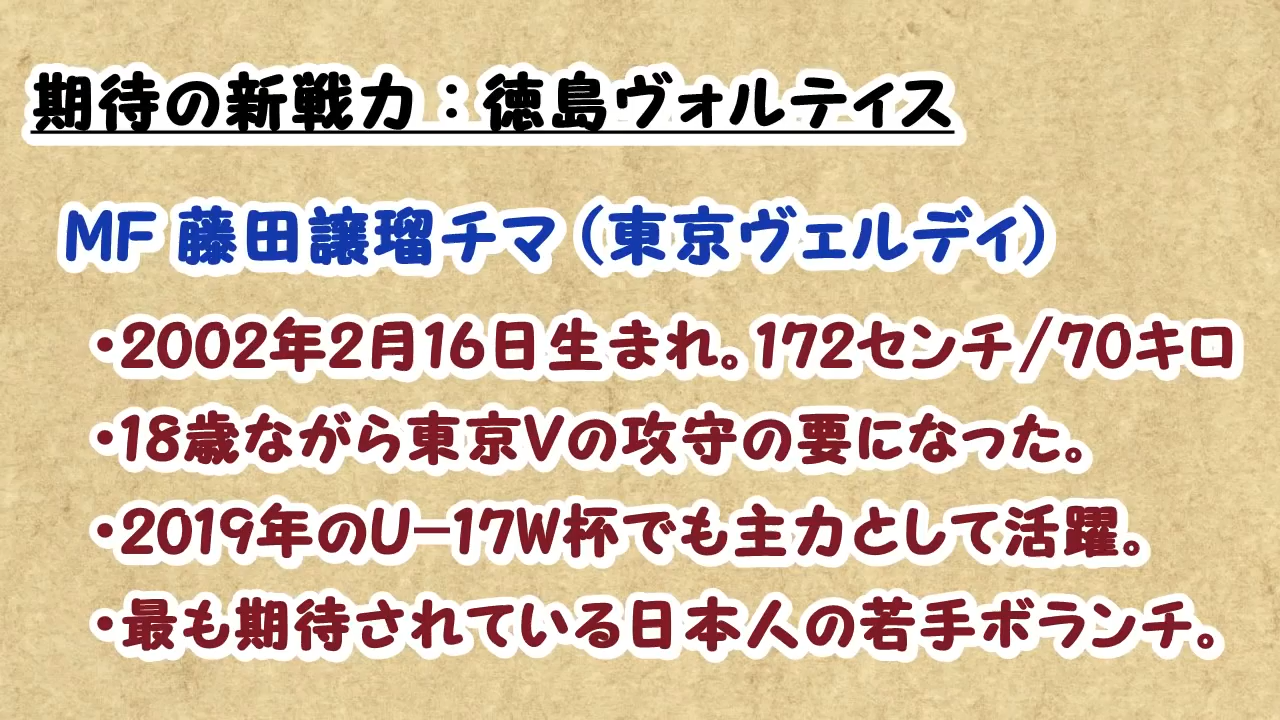 期待の新戦力：徳島ヴォルティス
MF 藤田譲瑠チマ（東京ヴェルディ）
・2002年2月16日生まれ。172センチ/70キロ
・18歳ながら東京Vの攻守の要になった。
・2019年のU-17W杯でも主力として活躍。
・最も期待されている日本人の若手ボランチ。